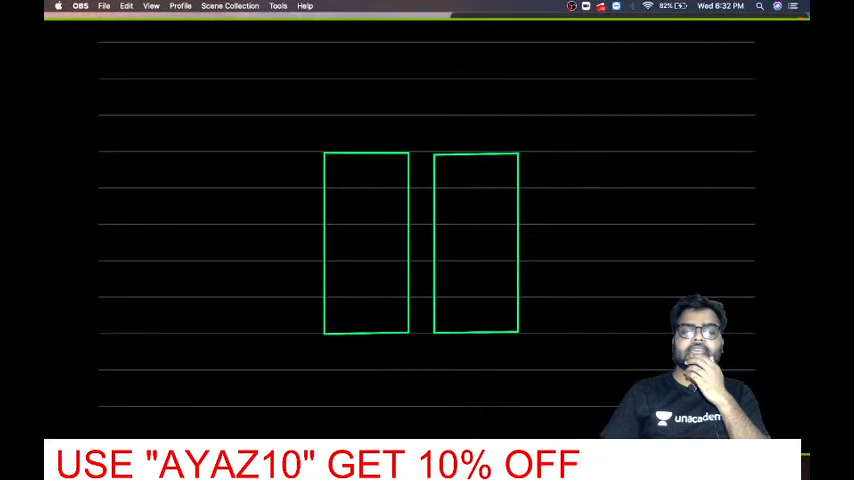 OBS File Edit View Profile Scene Collection Tools Help 82% Wed 6:32 PM
unacadem
USE "AYAZ10" GET 10% OFF